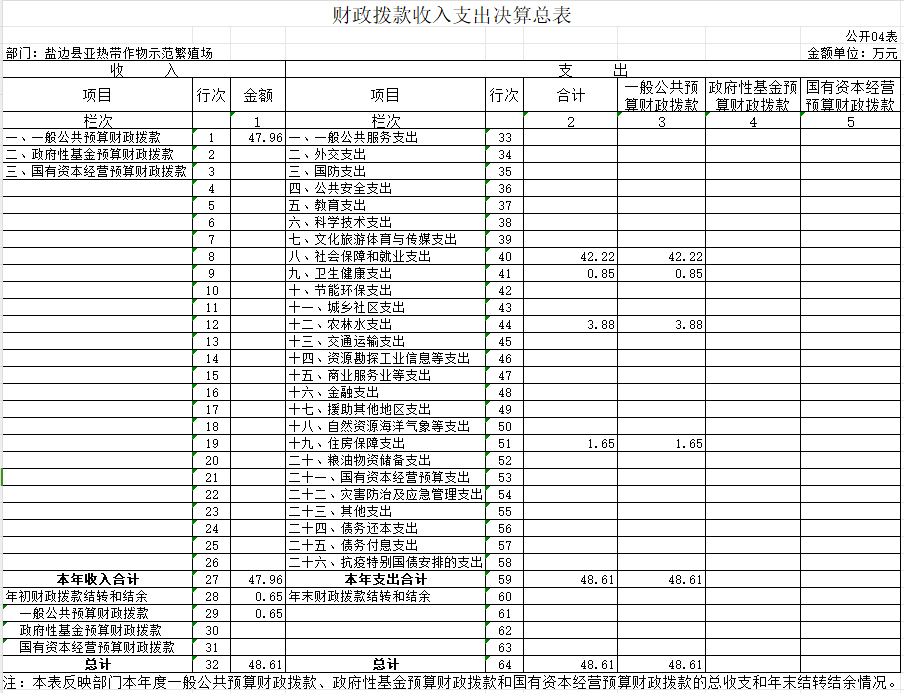 财政拨款收入支出决算总表
公开04表
部门：盐边县亚热带作物示范繁殖场 金额单位：万元
收 入 支 出
项目 行次 金额 项目 行次 合计 一般公共预算财政拨款 政府性基金预算财政拨款 国有资本经营预算财政拨款
栏次 1 栏次 2 3 4 5
一、一般公共预算财政拨款 1 47.96 一、一般公共服务支出 33
二、政府性基金预算财政拨款 2 二、外交支出 34
三、国有资本经营预算财政拨款 3 三、国防支出 35
4 四、公共安全支出 36
5 五、教育支出 37
6 六、科学技术支出 38
7 七、文化旅游体育与传媒支出 39
8 八、社会保障和就业支出 40 42.22 42.22
9 九、卫生健康支出 41 0.85 0.85
10 十、节能环保支出 42
11 十一、城乡社区支出 43
12 十二、农林水支出 44 3.88 3.88
13 十三、交通运输支出 45
14 十四、资源勘探工业信息等支出 46
15 十五、商业服务业等支出 47
16 十六、金融支出 48
17 十七、援助其他地区支出 49
18 十八、自然资源海洋气象等支出 50
19 十九、住房保障支出 51 1.65 1.65
20 二十、粮油物资储备支出 52
21 二十一、国有资本经营预算支出 53
22 二十二、灾害防治及应急管理支出 54
23 二十三、其他支出 55
24 二十四、债务还本支出 56
25 二十五、债务付息支出 57
26 二十六、抗疫特别国债安排的支出 58
本年收入合计 27 47.96 本年支出合计 59 48.61 48.61
年初财政拨款结转和结余 28 0.65 年末财政拨款结转和结余 60
一般公共预算财政拨款 29 0.65 61
政府性基金预算财政拨款 30 62
国有资本经营预算财政拨款 31 63
总计 32 48.61 总计 64 48.61 48.61
注：本表反映部门本年度一般公共预算财政拨款、政府性基金预算财政拨款和国有资本经营预算财政拨款的总收支和年末结转结余情况。